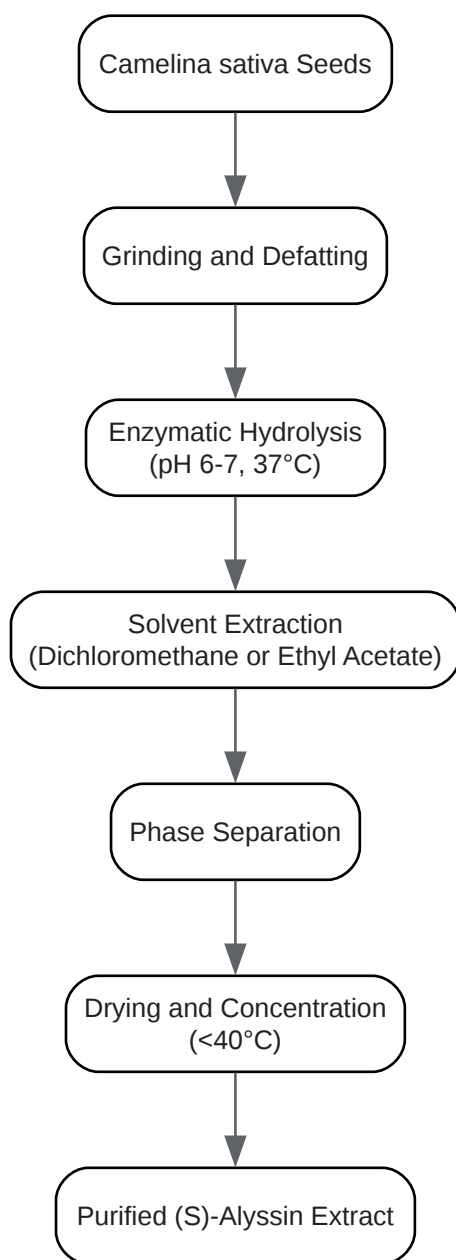 Camelina sativa Seeds
Grinding and Defatting
Enzymatic Hydrolysis
(pH 6-7, 37°C)
Solvent Extraction
(Dichloromethane or Ethyl Acetate)
Phase Separation
Drying and Concentration
(<40°C)
Purified (S)-Alyssin Extract